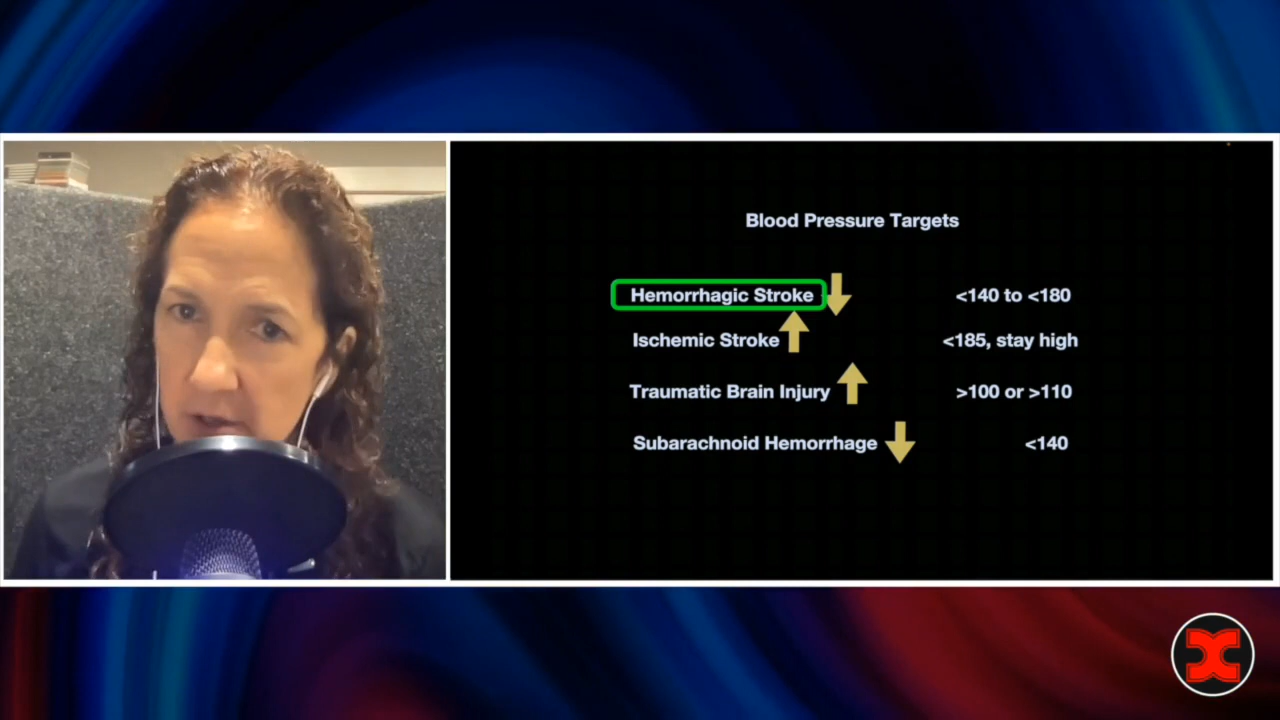 Blood Pressure Targets
Hemorrhagic Stroke <140 to <180
Ischemic Stroke <185, stay high
Traumatic Brain Injury >100 or >110
Subarachnoid Hemorrhage <140